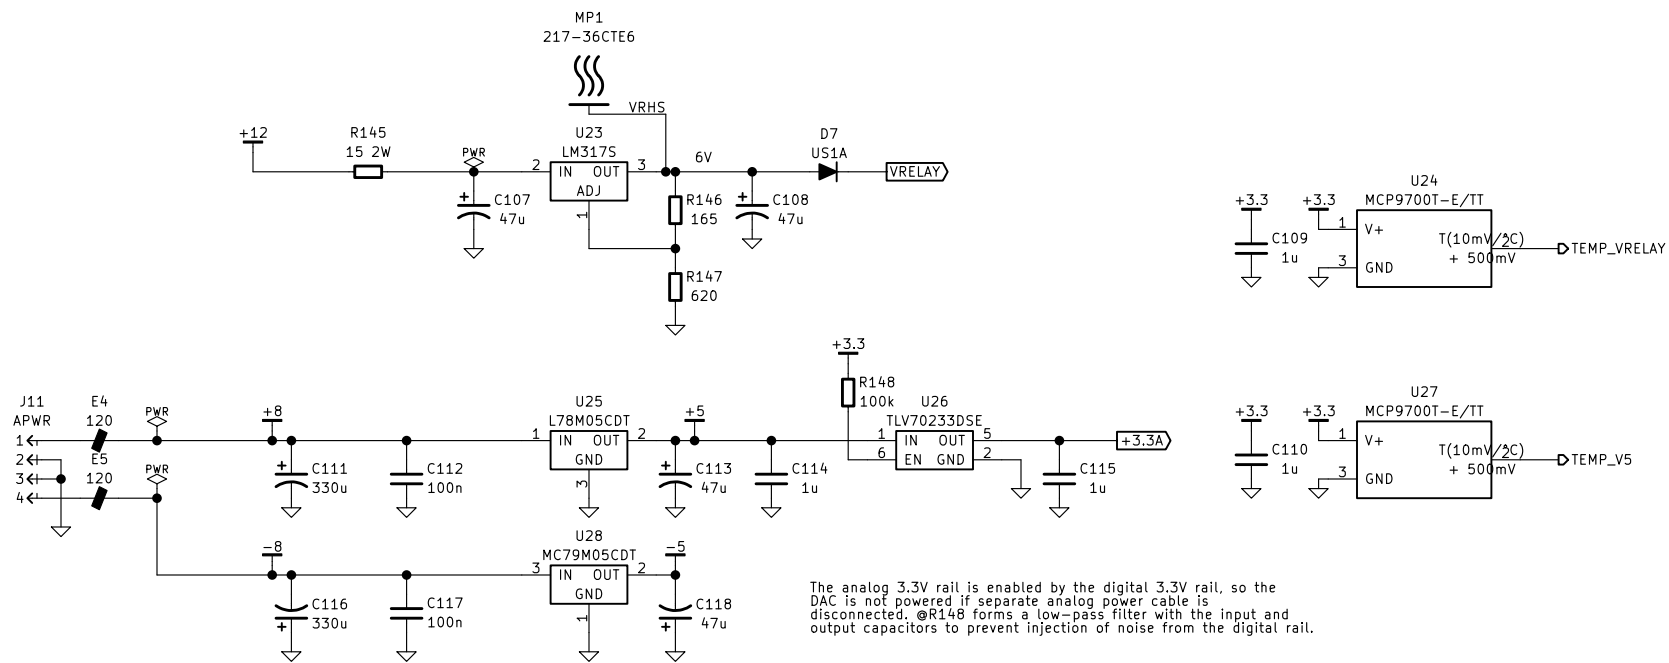 MP1
217-36CTE6
VRHS
+12
R145
15 2W
PWR
U23
LM317S
2 IN OUT 3
ADJ
1
6V
D7
US1A
VRELAY
C107
47u
R146
165
C108
47u
R147
620
U24
MCP9700T-E/TT
+3.3 +3.3
1 V+
C109
1u
T(10mV/°C)
+ 500mV
2
TEMP_VRELAY
3 GND
J11
APWR
1
2
3
4
E4
120
E5
120
PWR
PWR
+8
C111
330u
C112
100n
U25
L78M05CDT
1 IN OUT 2
GND
3
+5
C113
47u
C114
1u
+3.3
R148
100k
U26
TLV70233DSE
1 IN OUT 5
6 EN GND 2
C115
1u
+3.3A
U27
MCP9700T-E/TT
+3.3 +3.3
1 V+
C110
1u
T(10mV/°C)
+ 500mV
2
TEMP_V5
3 GND
-8
C116
330u
C117
100n
U28
MC79M05CDT
3 IN OUT 2
GND
1
-5
C118
47u
The analog 3.3V rail is enabled by the digital 3.3V rail, so the
DAC is not powered if separate analog power cable is
disconnected. @R148 forms a low-pass filter with the input and
output capacitors to prevent injection of noise from the digital rail.